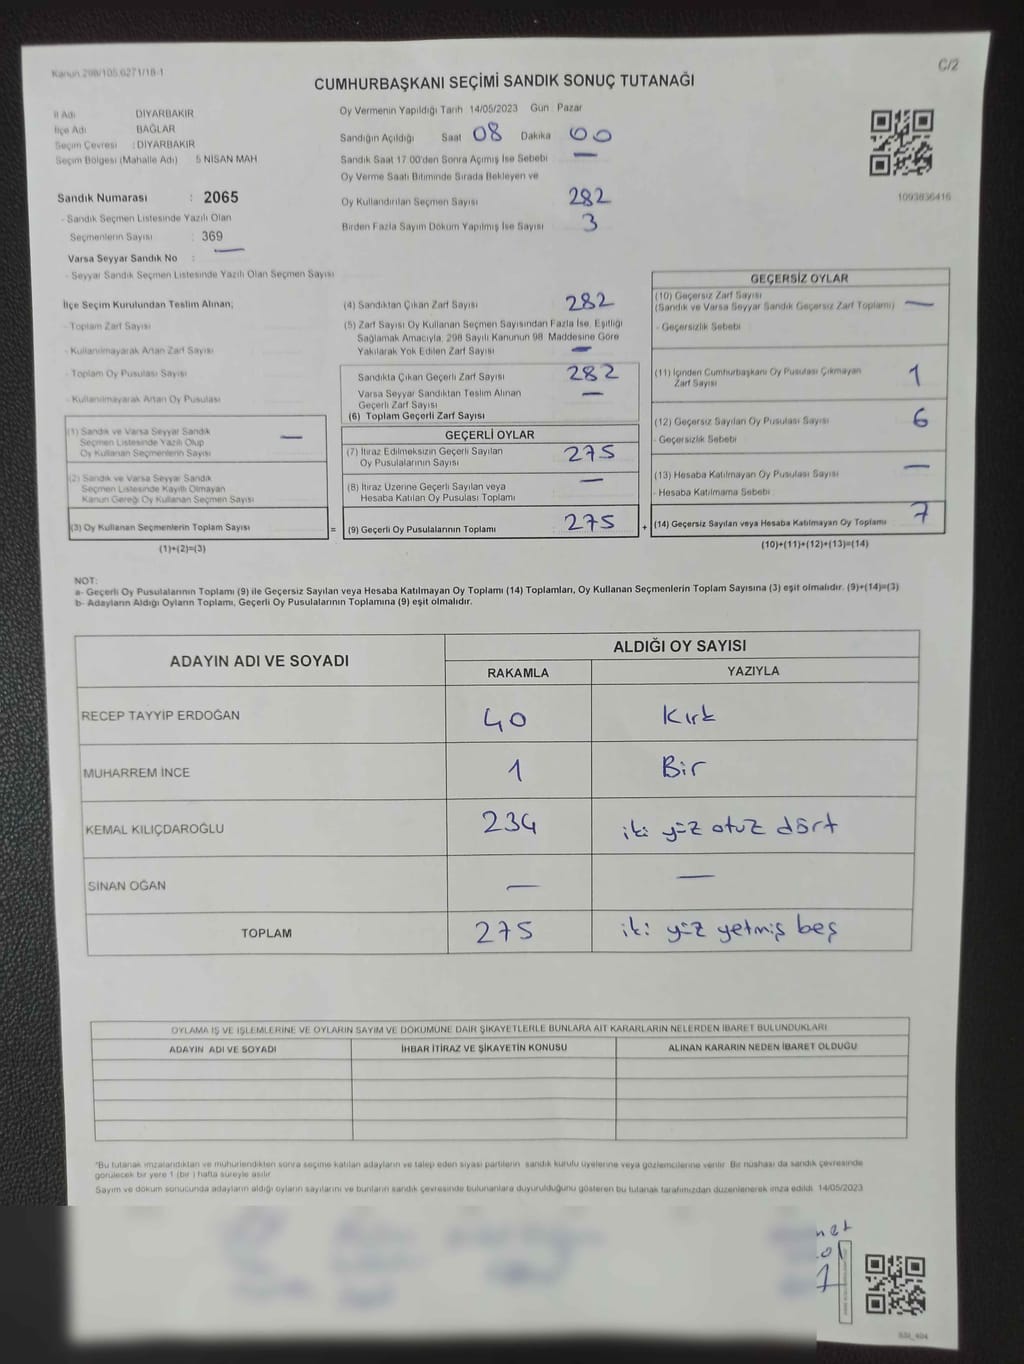 Kanun 298/105,6271/18-1
C/2
CUMHURBAŞKANI SEÇİMİ SANDIK SONUÇ TUTANAĞI
İl Adı DİYARBAKIR
İlçe Adı BAĞLAR
Seçim Çevresi : DİYARBAKIR
Seçim Bölgesi (Mahalle Adı) 5 NİSAN MAH
Oy Vermenin Yapıldığı Tarih 14/05/2023 Gün Pazar
Sandığın Açıldığı Saat 08 Dakika 00
Sandık Saat 17 00'den Sonra Açımış İse Sebebi —
Oy Verme Saati Bitiminde Sırada Bekleyen ve
Oy Kullandırılan Seçmen Sayısı 282
Birden Fazla Sayım Döküm Yapılmış İse Sayısı 3
1093836416
Sandık Numarası : 2065
- Sandık Seçmen Listesinde Yazılı Olan
Seçmenlerin Sayısı : 369
Varsa Seyyar Sandık No : —
- Seyyar Sandık Seçmen Listesinde Yazılı Olan Seçmen Sayısı
İlçe Seçim Kurulundan Teslim Alınan;
- Toplam Zarf Sayısı
- Kullanılmayarak Artan Zarf Sayısı
- Toplam Oy Pusulası Sayısı
- Kullanılmayarak Artan Oy Pusulası
(1) Sandık ve Varsa Seyyar Sandık
Seçmen Listesinde Yazılı Olup
Oy Kullanan Seçmenlerin Sayısı —
(2) Sandık ve Varsa Seyyar Sandık
Seçmen Listesinde Kayıtlı Olmayan
Kanun Gereği Oy Kullanan Seçmen Sayısı
(3) Oy Kullanan Seçmenlerin Toplam Sayısı
(1)+(2)=(3)
=
(4) Sandıktan Çıkan Zarf Sayısı 282
(5) Zarf Sayısı Oy Kullanan Seçmen Sayısından Fazla İse, Eşitliği
Sağlamak Amacıyla, 298 Sayılı Kanunun 98 Maddesine Göre
Yakılarak Yok Edilen Zarf Sayısı —
Sandıkta Çıkan Geçerli Zarf Sayısı 282
Varsa Seyyar Sandıktan Teslim Alınan
Geçerli Zarf Sayısı —
(6) Toplam Geçerli Zarf Sayısı
GEÇERLİ OYLAR
(7) İtiraz Edilmeksizin Geçerli Sayılan
Oy Pusulalarının Sayısı 275
(8) İtiraz Üzerine Geçerli Sayılan veya
Hesaba Katılan Oy Pusulası Toplamı —
(9) Geçerli Oy Pusulalarının Toplamı 275
+
GEÇERSİZ OYLAR
(10) Geçersiz Zarf Sayısı
(Sandık ve Varsa Seyyar Sandık Geçersiz Zarf Toplamı) —
- Geçersizlik Sebebi
(11) İçinden Cumhurbaşkanı Oy Pusulası Çıkmayan
Zarf Sayısı 1
(12) Geçersiz Sayılan Oy Pusulası Sayısı 6
- Geçersizlik Sebebi
(13) Hesaba Katılmayan Oy Pusulası Sayısı —
- Hesaba Katılmama Sebebi
(14) Geçersiz Sayılan veya Hesaba Katılmayan Oy Toplamı 7
(10)+(11)+(12)+(13)=(14)
NOT:
a- Geçerli Oy Pusulalarının Toplamı (9) ile Geçersiz Sayılan veya Hesaba Katılmayan Oy Toplamı (14) Toplamları, Oy Kullanan Seçmenlerin Toplam Sayısına (3) eşit olmalıdır. (9)+(14)=(3)
b- Adayların Aldığı Oyların Toplamı, Geçerli Oy Pusulalarının Toplamına (9) eşit olmalıdır.
ADAYIN ADI VE SOYADI
ALDIĞI OY SAYISI
RAKAMLA YAZIYLA
RECEP TAYYİP ERDOĞAN 40 Kırk
MUHARREM İNCE 1 Bir
KEMAL KILIÇDAROĞLU 234 iki yüz otuz dört
SİNAN OĞAN — —
TOPLAM 275 iki yüz yetmiş beş
OYLAMA İŞ VE İŞLEMLERİNE VE OYLARIN SAYIM VE DÖKÜMÜNE DAİR ŞİKAYETLERLE BUNLARA AİT KARARLARIN NELERDEN İBARET BULUNDUKLARI
ADAYIN ADI VE SOYADI İHBAR İTİRAZ VE ŞİKAYETİN KONUSU ALINAN KARARIN NEDEN İBARET OLDUĞU
*Bu tutanak imzalandıktan ve mühürlendikten sonra seçime katılan adayların ve talep eden siyasi partilerin sandık kurulu üyelerine veya gözlemcilerine verilir. Bir nüshası da sandık çevresinde
görülecek bir yere 1 (bir ) hafta süreyle asılır.
Sayım ve döküm sonucunda adayların aldığı oyların sayılarını ve bunların sandık çevresinde bulunanlara duyurulduğunu gösteren bu tutanak tarafımızdan düzenlenerek imza edildi. 14/05/2023